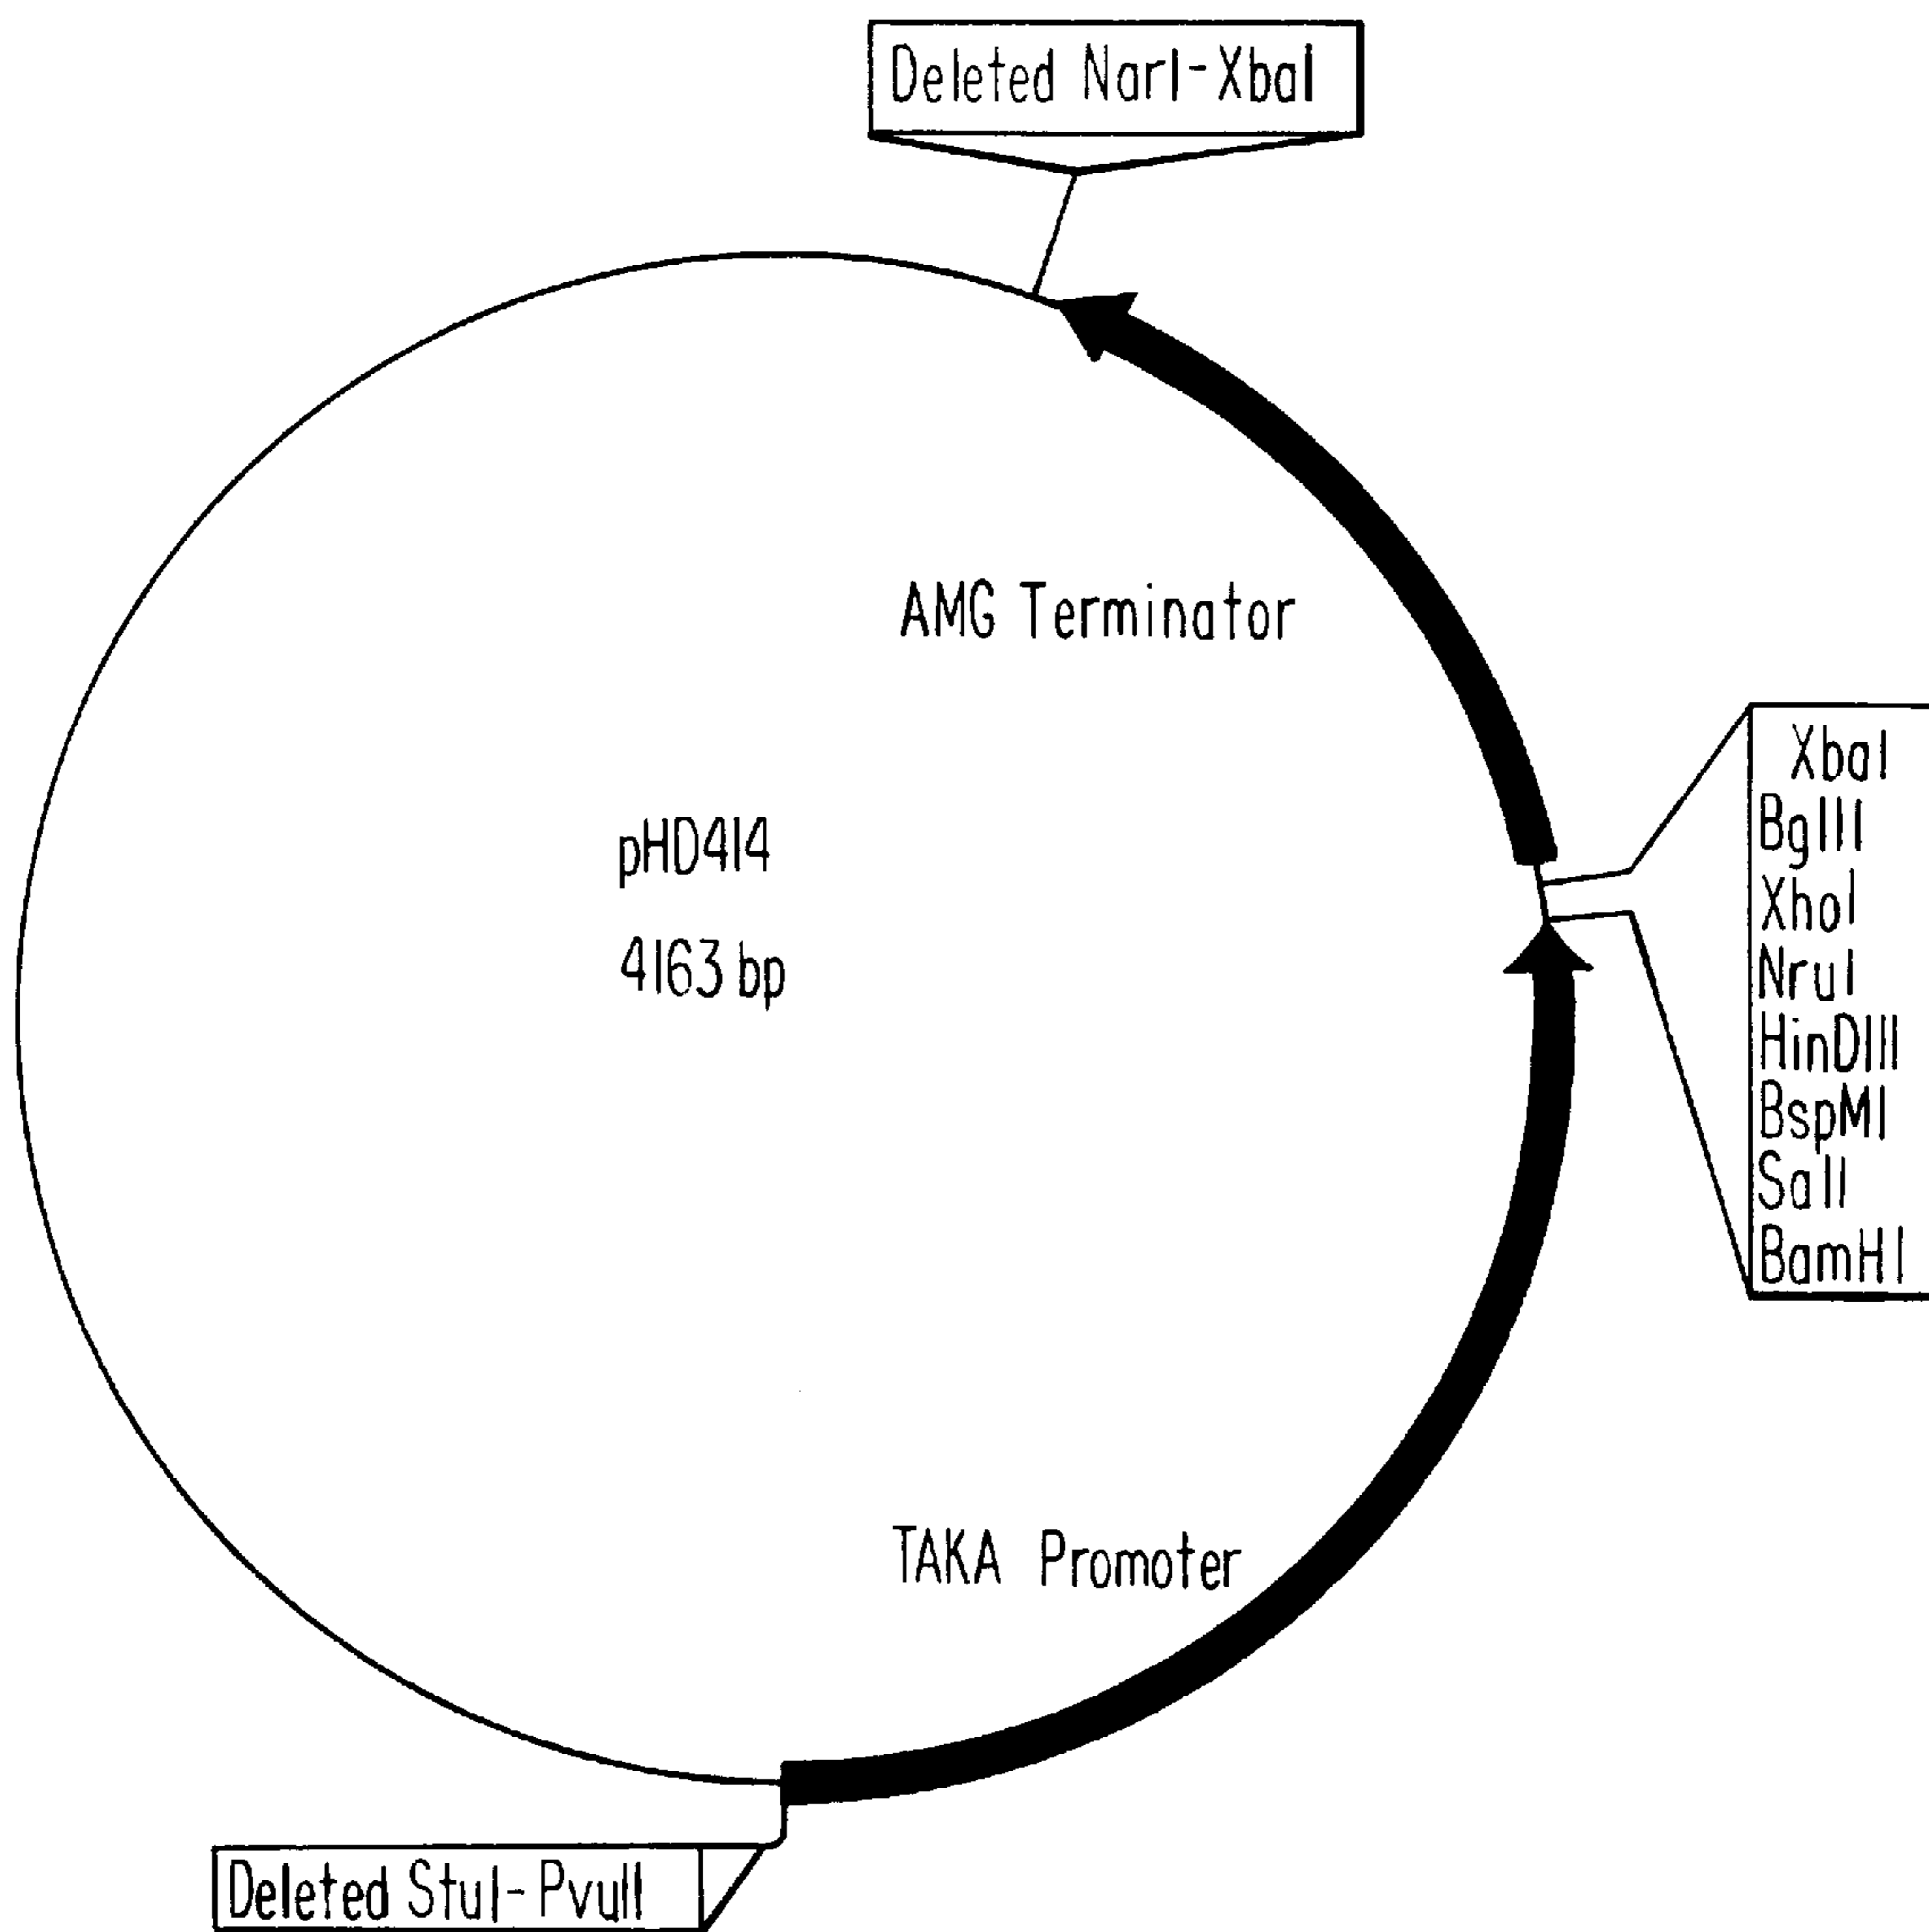 Deleted NarI-XbaI
AMG Terminator
pHD414
4163 bp
XbaI
BglII
XhoI
NruI
HinDIII
BspMI
SalI
BamHI
TAKA Promoter
Deleted StuI-PvuII